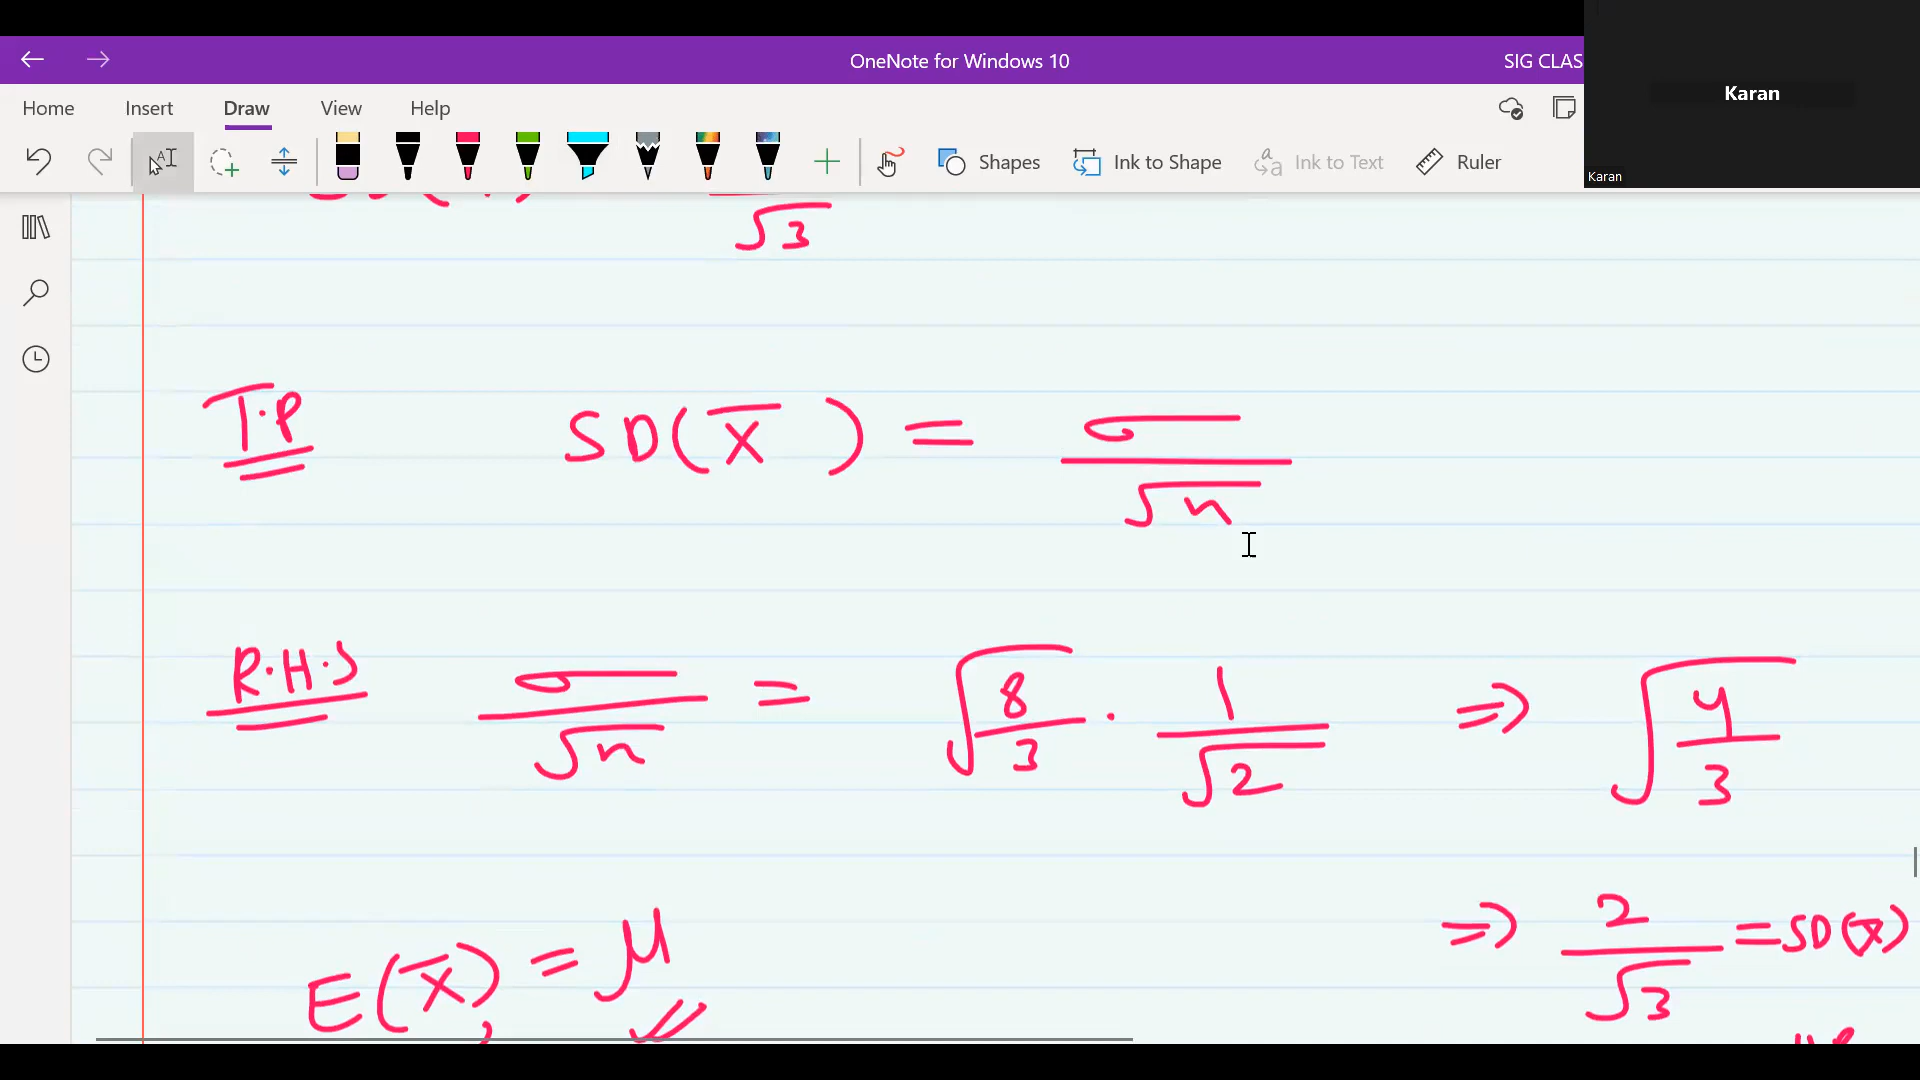 OneNote for Windows 10
SIG CLAS
Karan
Home Insert Draw View Help
Shapes Ink to Shape Ink to Text Ruler
Karan
√3
T.P SD(X̅) = σ/√n
R.H.S σ/√n = √(8/3) · 1/√2 ⇒ √(4/3)
⇒ 2/√3 = SD(X̅)
E(X̅) = μ